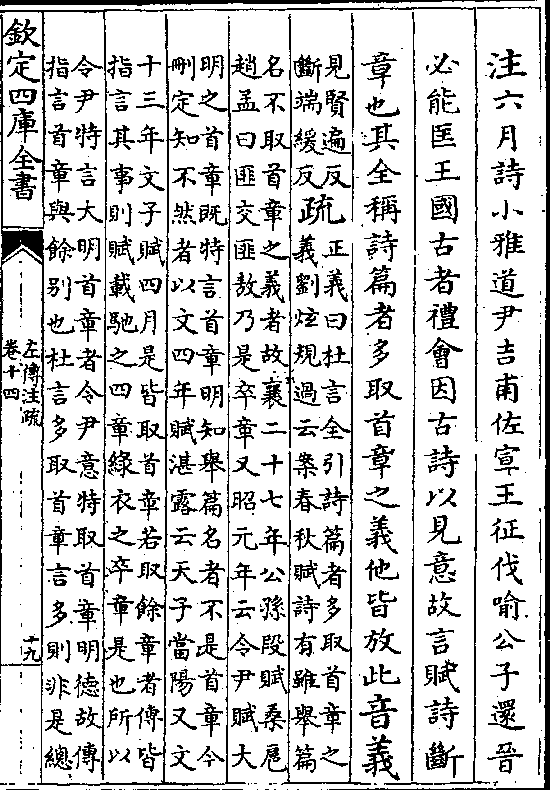 注六月詩小雅道尹吉甫佐宣王征伐喻公子還晉
必能匡王國古者禮會因古詩以見意故言賦詩斷
章也其全稱詩篇者多取首章之義他皆放此音義
見賢遍反
斷端緩反
疏
正義曰杜言全引詩篇者多取首章之
義劉炫規過云案春秋賦詩有雖舉篇
名不取首章之義者故襄二十七年公孫段賦桑扈
趙孟曰匪交匪敖乃是卒章又昭元年云令尹賦大
明之首章既特言首章明知舉篇名者不是首章今
刪定知不然者以文四年賦湛露云天子當陽又文
十三年文子賦四月是皆取首章若取餘章者傳皆
指言其事則賦載馳之四章綠衣之卒章是也所以
令尹特言大明首章者令尹意特取首章明德故傳
指言首章與餘別也杜言多取首章言多則非是總
欽定四庫全書
左傳注疏
卷十四
十九